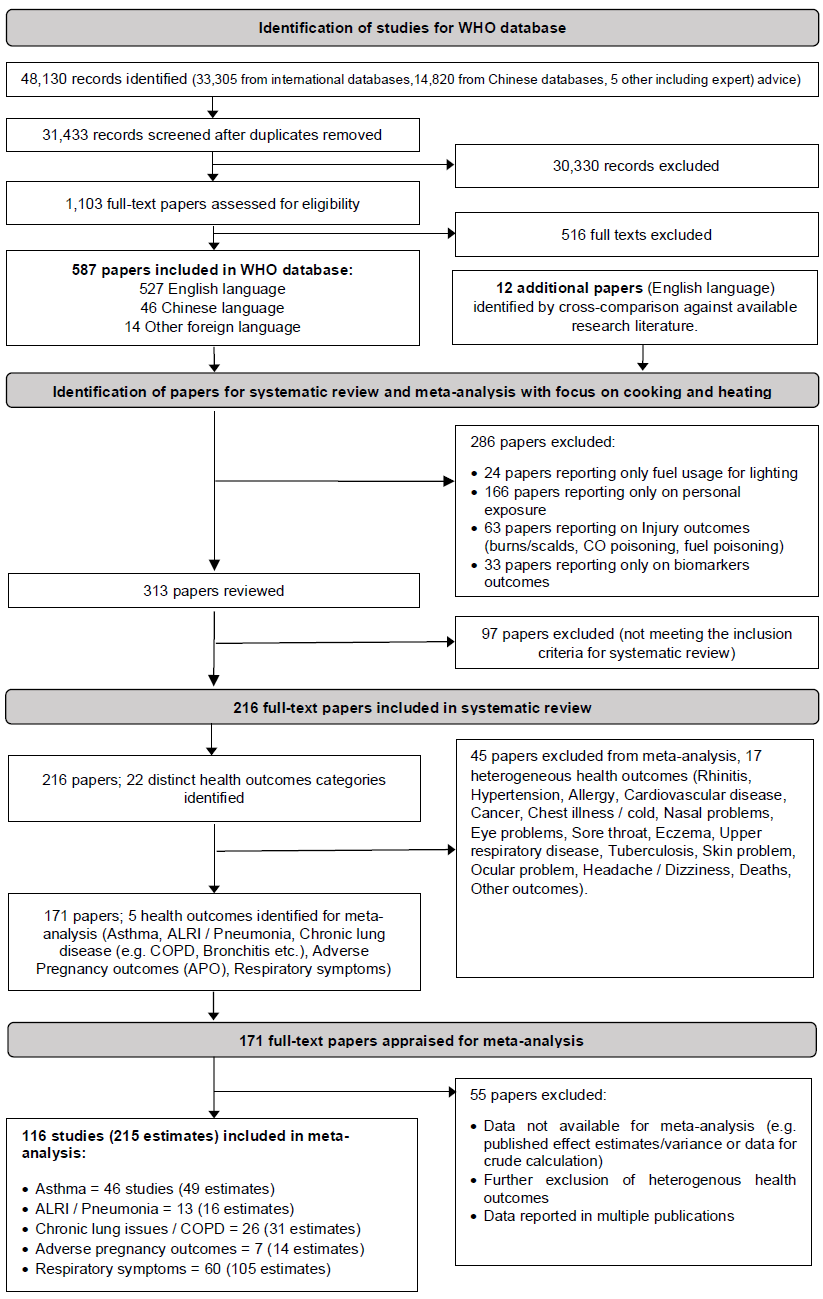 Identification of studies for WHO database
48,130 records identified (33,305 from international databases,14,820 from Chinese databases, 5 other including expert) advice)
31,433 records screened after duplicates removed
30,330 records excluded
1,103 full-text papers assessed for eligibility
516 full texts excluded
587 papers included in WHO database:
527 English language
46 Chinese language
14 Other foreign language
12 additional papers (English language)
identified by cross-comparison against available
research literature.
Identification of papers for systematic review and meta-analysis with focus on cooking and heating
286 papers excluded:
• 24 papers reporting only fuel usage for lighting
• 166 papers reporting only on personal
exposure
• 63 papers reporting on Injury outcomes
(burns/scalds, CO poisoning, fuel poisoning)
• 33 papers reporting only on biomarkers
outcomes
313 papers reviewed
97 papers excluded (not meeting the inclusion
criteria for systematic review)
216 full-text papers included in systematic review
216 papers; 22 distinct health outcomes categories
identified
45 papers excluded from meta-analysis, 17
heterogeneous health outcomes (Rhinitis,
Hypertension, Allergy, Cardiovascular disease,
Cancer, Chest illness / cold, Nasal problems,
Eye problems, Sore throat, Eczema, Upper
respiratory disease, Tuberculosis, Skin problem,
Ocular problem, Headache / Dizziness, Deaths,
Other outcomes).
171 papers; 5 health outcomes identified for meta-
analysis (Asthma, ALRI / Pneumonia, Chronic lung
disease (e.g. COPD, Bronchitis etc.), Adverse
Pregnancy outcomes (APO), Respiratory symptoms)
171 full-text papers appraised for meta-analysis
55 papers excluded:
• Data not available for meta-analysis (e.g.
published effect estimates/variance or data for
crude calculation)
• Further exclusion of heterogenous health
outcomes
• Data reported in multiple publications
116 studies (215 estimates) included in meta-
analysis:
• Asthma = 46 studies (49 estimates)
• ALRI / Pneumonia = 13 (16 estimates)
• Chronic lung issues / COPD = 26 (31 estimates)
• Adverse pregnancy outcomes = 7 (14 estimates)
• Respiratory symptoms = 60 (105 estimates)